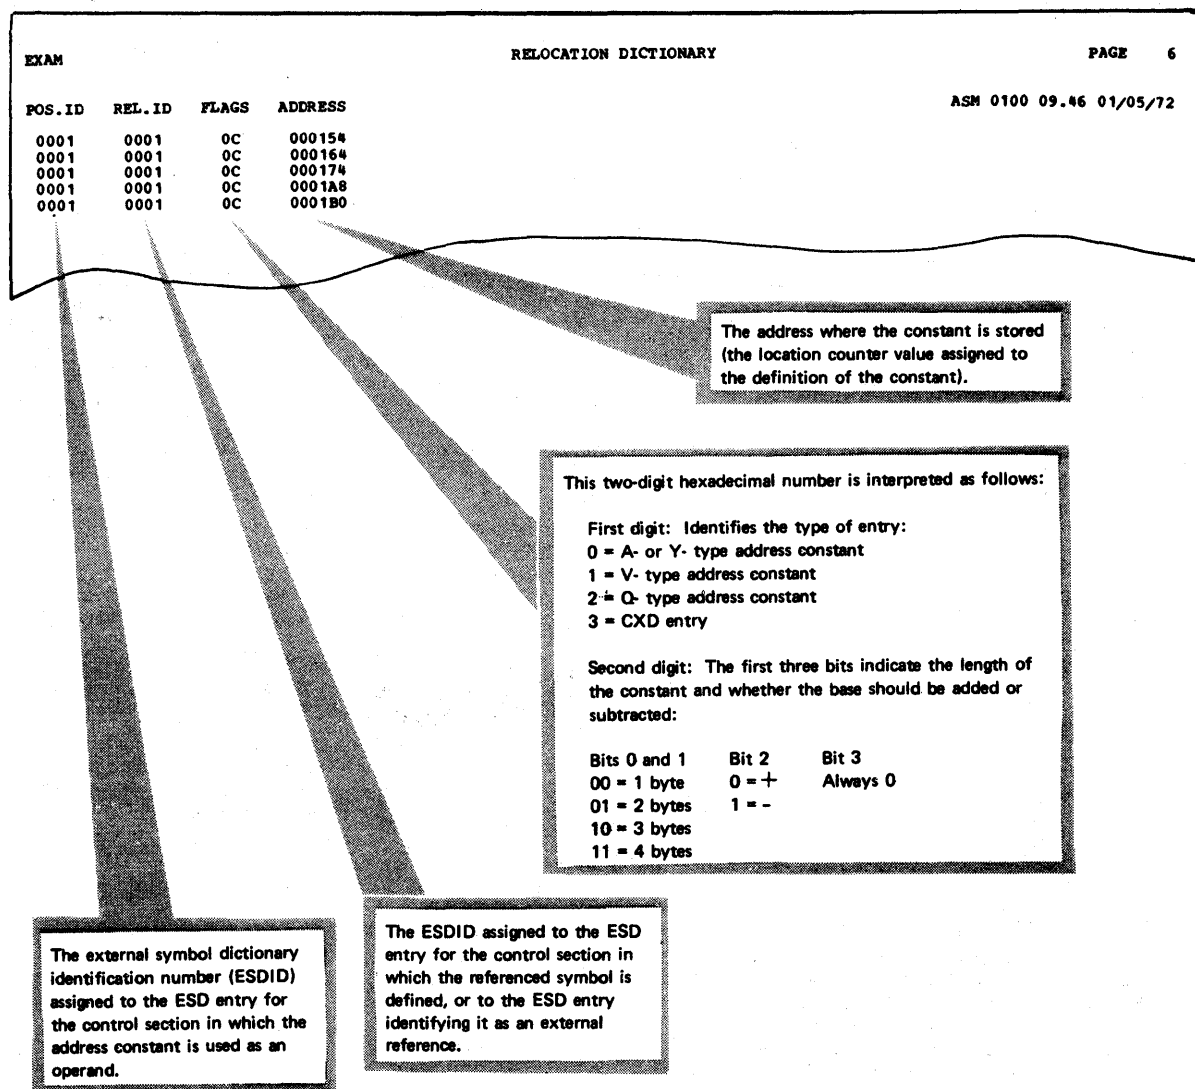 EXAM RELOCATION DICTIONARY PAGE 6
ASM 0100 09.46 01/05/72
POS.ID REL.ID FLAGS ADDRESS
0001 0001 0C 000154
0001 0001 0C 000164
0001 0001 0C 000174
0001 0001 0C 0001A8
0001 0001 0C 0001B0
The address where the constant is stored
(the location counter value assigned to
the definition of the constant).
This two-digit hexadecimal number is interpreted as follows:
First digit: Identifies the type of entry:
0 = A- or Y- type address constant
1 = V- type address constant
2 = Q- type address constant
3 = CXD entry
Second digit: The first three bits indicate the length of
the constant and whether the base should be added or
subtracted:
Bits 0 and 1 Bit 2 Bit 3
00 = 1 byte 0 = + Always 0
01 = 2 bytes 1 = -
10 = 3 bytes
11 = 4 bytes
The external symbol dictionary
identification number (ESDID)
assigned to the ESD entry for
the control section in which the
address constant is used as an
operand.
The ESDID assigned to the ESD
entry for the control section in
which the referenced symbol is
defined, or to the ESD entry
identifying it as an external
reference.